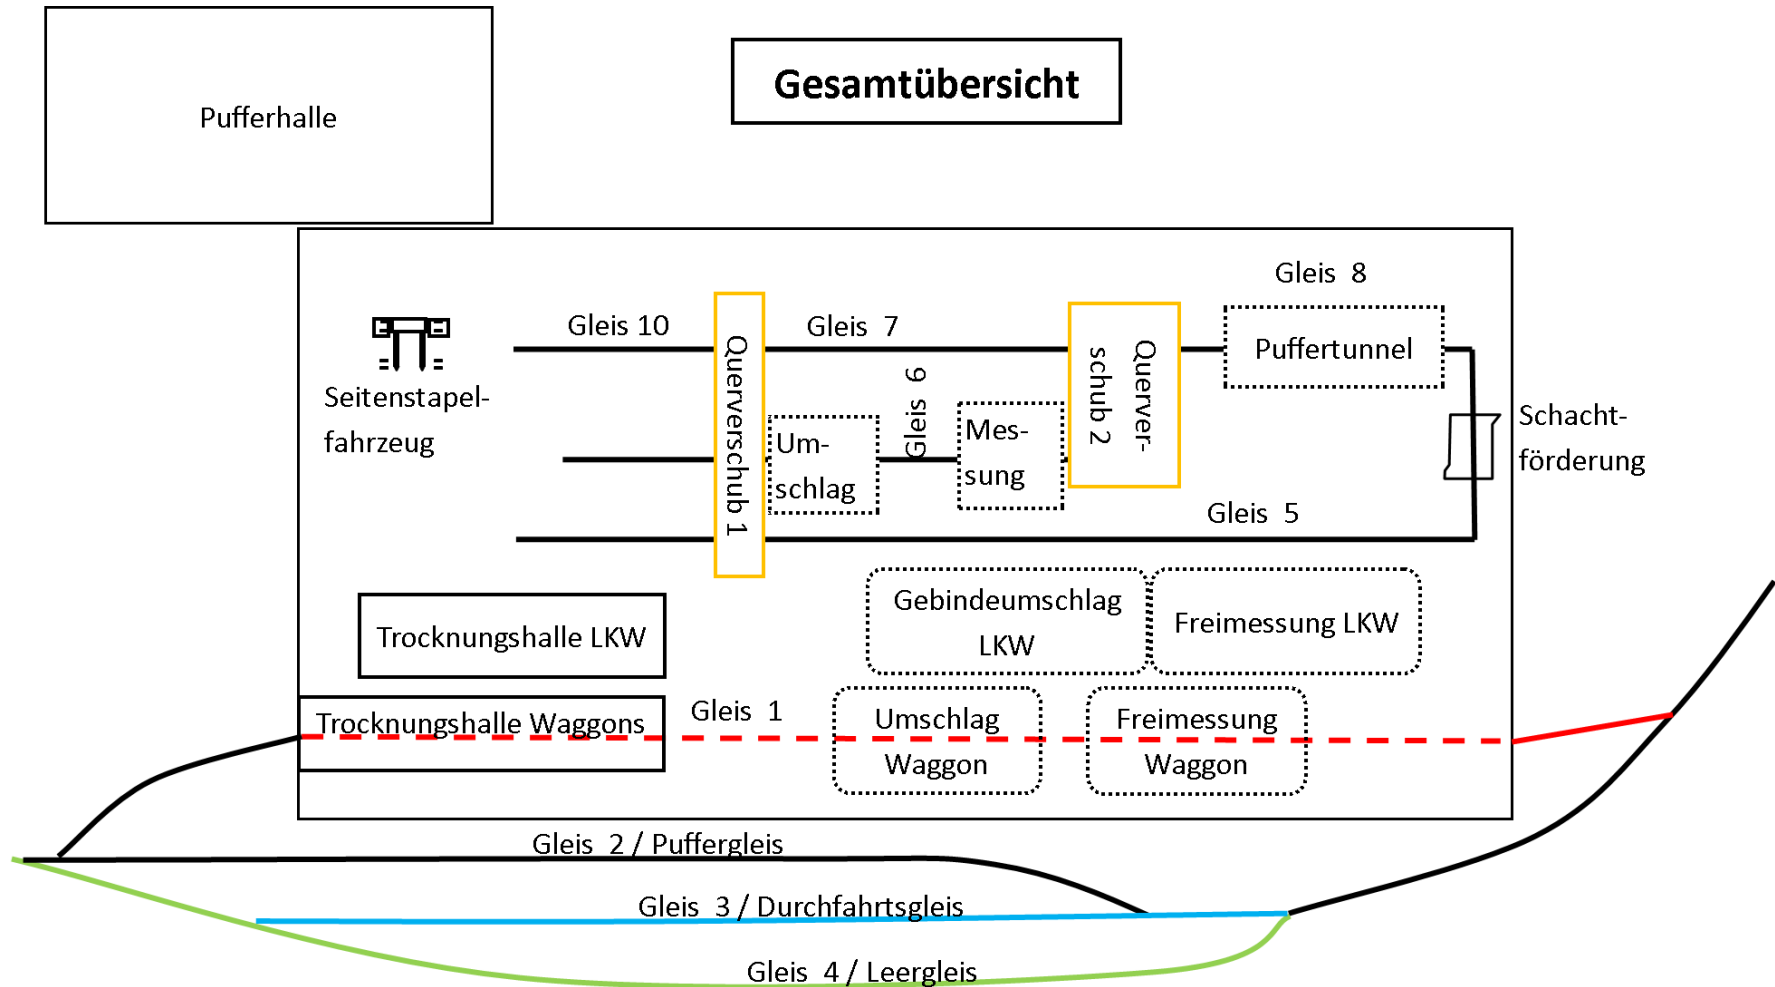 Gesamtübersicht
Pufferhalle
Gleis 8
Gleis 10
Gleis 7
Querverschub 1
Querver-
schub 2
Puffertunnel
Gleis 6
Seitenstapel-
fahrzeug
Um-
schlag
Mes-
sung
Schacht-
förderung
Gleis 5
Gebindeumschlag
LKW
Freimessung LKW
Trocknungshalle LKW
Trocknungshalle Waggons
Gleis 1
Umschlag
Waggon
Freimessung
Waggon
Gleis 2 / Puffergleis
Gleis 3 / Durchfahrtsgleis
Gleis 4 / Leergleis